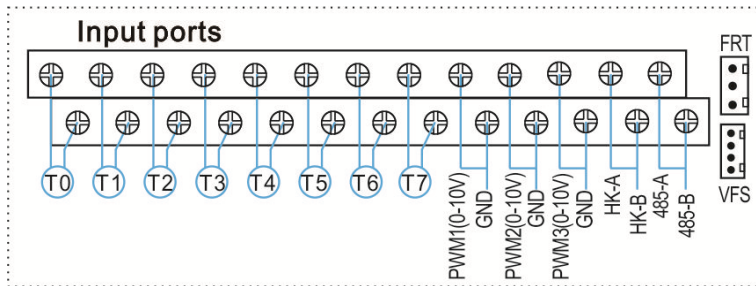 Input ports
FRT
T0
T1
T2
T3
T4
T5
T6
T7
PWM1(0-10V)
GND
PWM2(0-10V)
GND
PWM3(0-10V)
GND
HK-A
HK-B
485-A
485-B
VFS